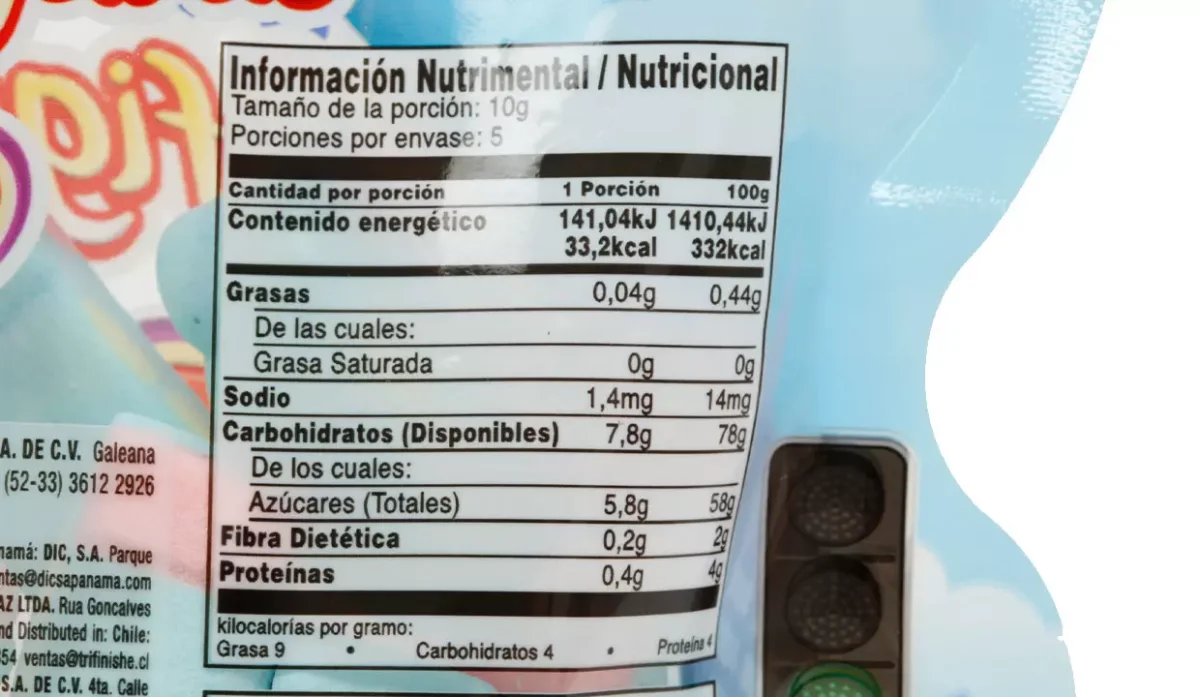 Información Nutrimental / Nutricional
Tamaño de la porción: 10g
Porciones por envase: 5
Cantidad por porción 1 Porción 100g
Contenido energético 141,04kJ 1410,44kJ
33,2kcal 332kcal
Grasas 0,04g 0,44g
De las cuales:
Grasa Saturada 0g 0g
Sodio 1,4mg 14mg
Carbohidratos (Disponibles) 7,8g 78g
De los cuales:
Azúcares (Totales) 5,8g 58g
Fibra Dietética 0,2g 2g
Proteínas 0,4g 4g
kilocalorías por gramo:
Grasa 9 • Carbohidratos 4 • Proteína 4
A. DE C.V. Galeana
(52-33) 3612 2926
namá: DIC, S.A. Parque
ntas@dicsapanama.com
AZ LTDA. Rua Goncalves
nd Distributed in: Chile:
54 ventas@trifinishe.cl
S.A. DE C.V. 4ta. Calle